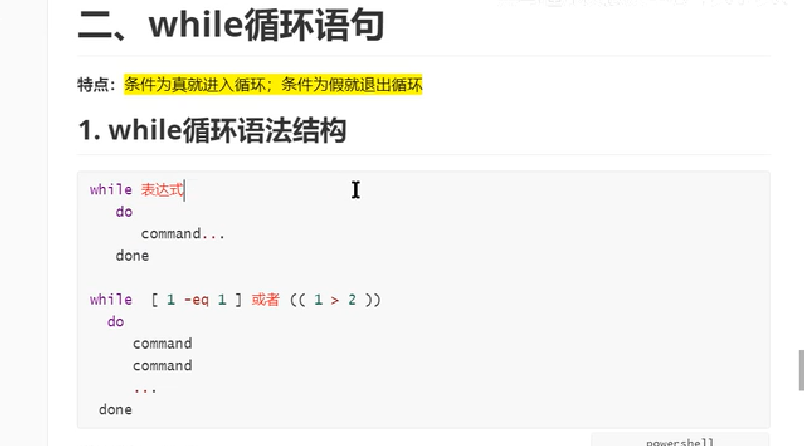 二、while循环语句
特点：条件为真就进入循环；条件为假就退出循环
1. while循环语法结构
while 表达式
do
command...
done
while [ 1 -eq 1 ] 或者 (( 1 > 2 ))
do
command
command
...
done
powershell